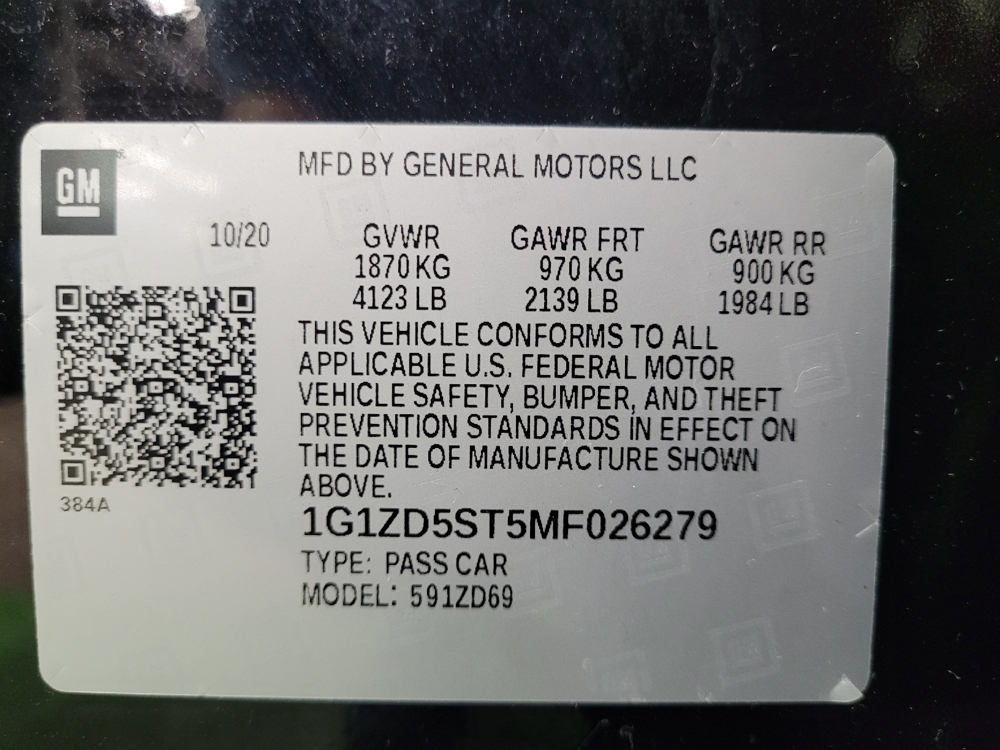 GM
MFD BY GENERAL MOTORS LLC
10/20 GVWR GAWR FRT GAWR RR
1870 KG 970 KG 900 KG
4123 LB 2139 LB 1984 LB
THIS VEHICLE CONFORMS TO ALL
APPLICABLE U.S. FEDERAL MOTOR
VEHICLE SAFETY, BUMPER, AND THEFT
PREVENTION STANDARDS IN EFFECT ON
THE DATE OF MANUFACTURE SHOWN
ABOVE.
384A
1G1ZD5ST5MF026279
TYPE: PASS CAR
MODEL: 591ZD69